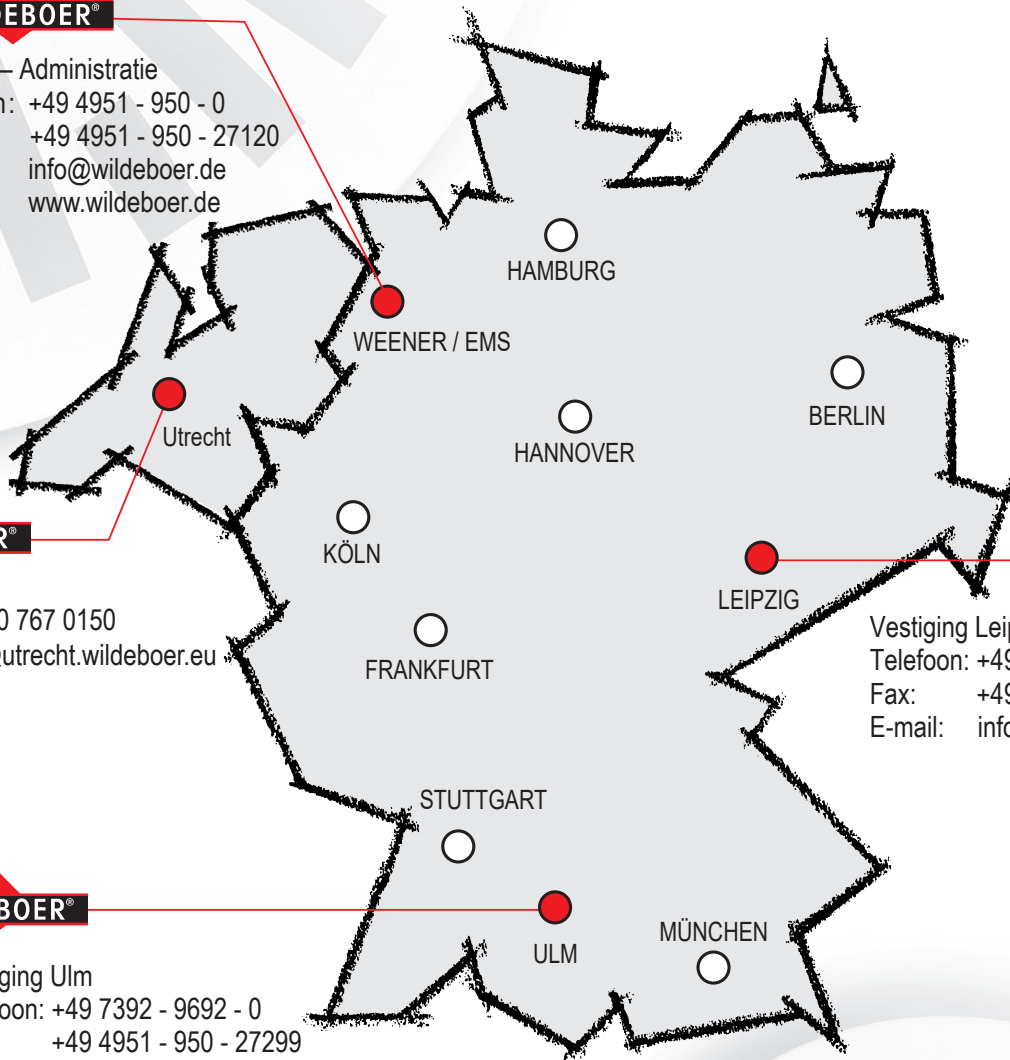 DEBOER®
– Administratie
+49 4951 - 950 - 0
+49 4951 - 950 - 27120
info@wildeboer.de
www.wildeboer.de
HAMBURG
WEENER / EMS
BERLIN
Utrecht
HANNOVER
R®
KÖLN
LEIPZIG
0 767 0150
utrecht.wildeboer.eu
FRANKFURT
Vestiging Leip
Telefoon: +49
Fax: +49
E-mail: info
STUTTGART
BOER®
ULM
MÜNCHEN
ging Ulm
oon: +49 7392 - 9692 - 0
+49 4951 - 950 - 27299